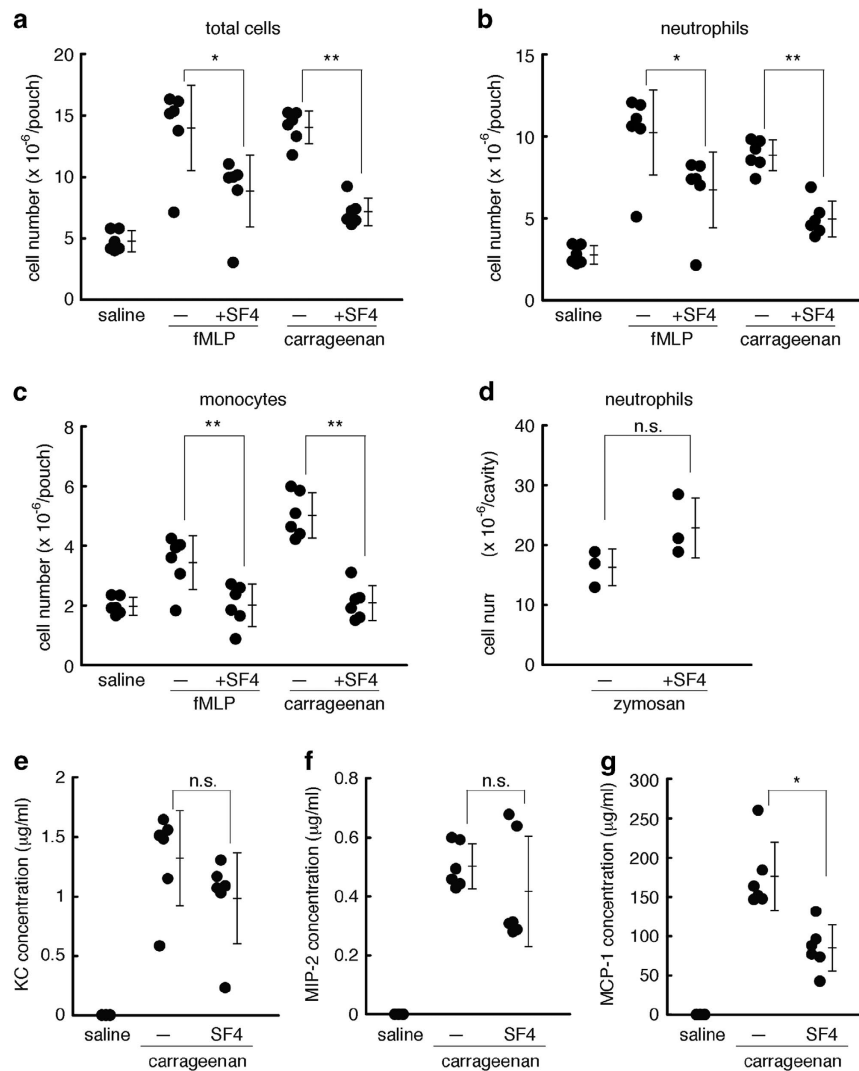 a
total cells
cell number (x 10⁻⁶/pouch)
20
15
10
5
0
*
**
saline
—
+SF4
—
+SF4
fMLP
carrageenan
b
neutrophils
cell number (x 10⁻⁶/pouch)
15
10
5
0
*
**
saline
—
+SF4
—
+SF4
fMLP
carrageenan
c
monocytes
cell number (x 10⁻⁶/pouch)
8
6
4
2
0
**
**
saline
—
+SF4
—
+SF4
fMLP
carrageenan
d
neutrophils
cell num (x 10⁻⁶/cavity)
40
30
20
10
0
n.s.
—
+SF4
zymosan
e
KC concentration (μg/ml)
2
1.5
1
0.5
0
n.s.
saline
—
SF4
carrageenan
f
MIP-2 concentration (μg/ml)
0.8
0.6
0.4
0.2
0
n.s.
saline
—
SF4
carrageenan
g
MCP-1 concentration (μg/ml)
300
250
200
150
100
50
0
*
saline
—
SF4
carrageenan